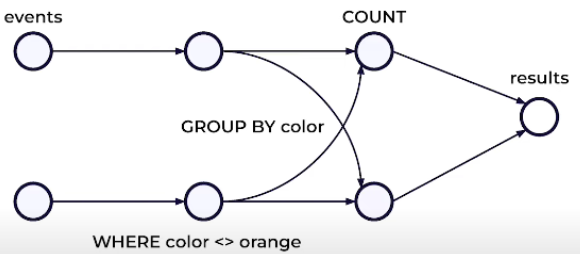 events
COUNT
results
GROUP BY color
WHERE color <> orange